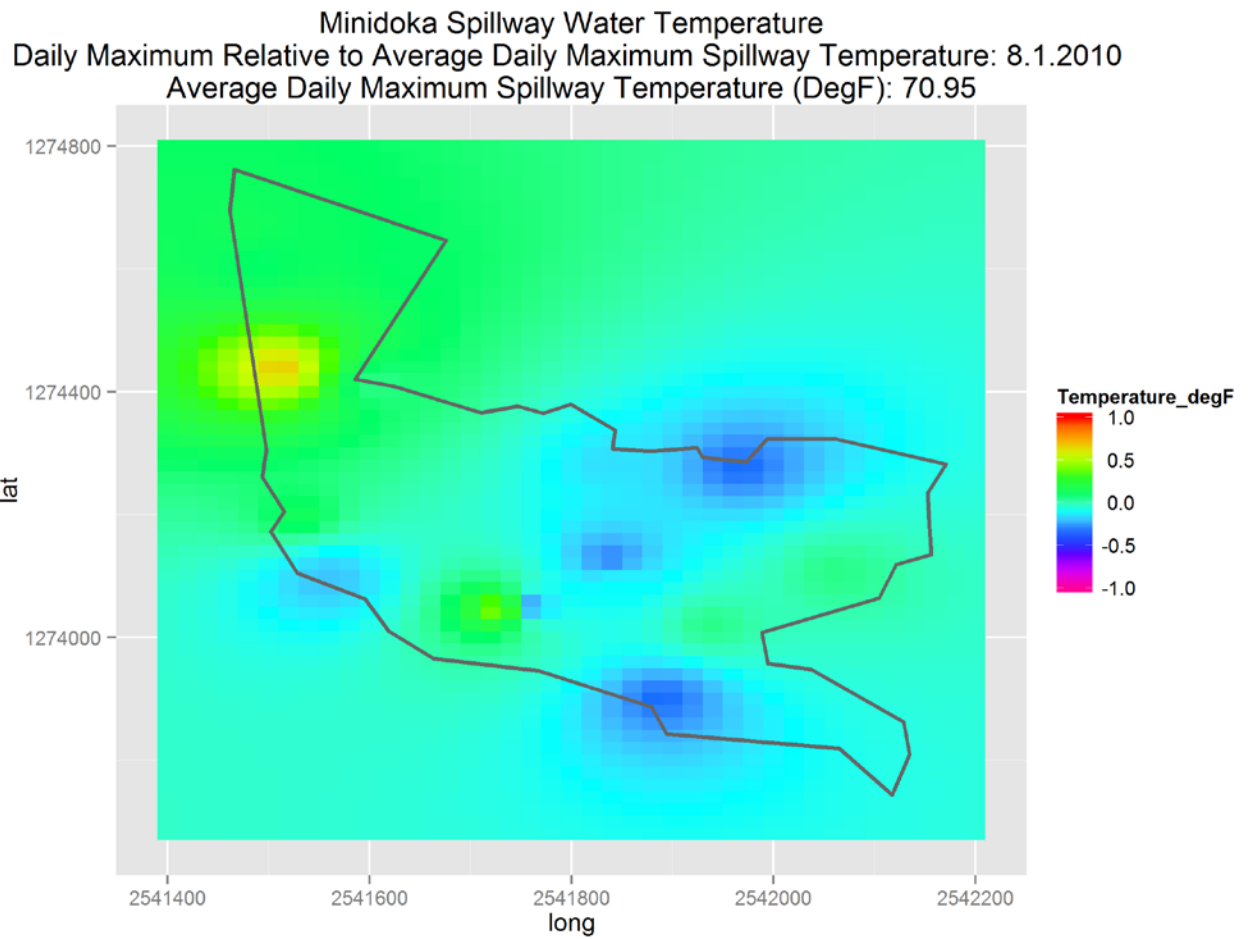 Minidoka Spillway Water Temperature
Daily Maximum Relative to Average Daily Maximum Spillway Temperature: 8.1.2010
Average Daily Maximum Spillway Temperature (DegF): 70.95
1274800
1274400
1274000
lat
2541400 2541600 2541800 2542000 2542200
long
Temperature_degF
1.0
0.5
0.0
-0.5
-1.0